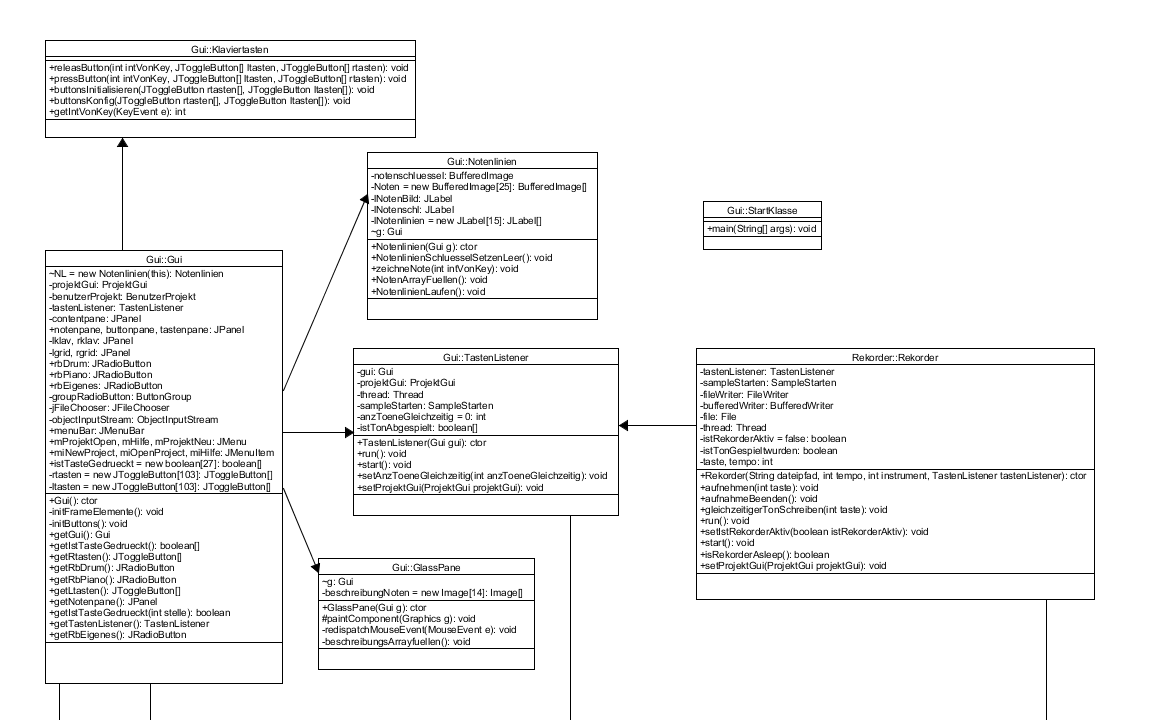 Gui::Klaviertasten
+releasButton(int intVonKey, JToggleButton[] ltasten, JToggleButton[] rtasten): void
+pressButton(int intVonKey, JToggleButton[] ltasten, JToggleButton[] rtasten): void
+buttonsInitialisieren(JToggleButton rtasten[], JToggleButton ltasten[]): void
+buttonsKonfig(JToggleButton rtasten[], JToggleButton ltasten[]): void
+getIntVonKey(KeyEvent e): int
Gui::Notenlinien
-notenschluessel: BufferedImage
-Noten = new BufferedImage[25]: BufferedImage[]
-lNotenBild: JLabel
-lNotenschl: JLabel
-lNotenlinien = new JLabel[15]: JLabel[]
~g: Gui
+Notenlinien(Gui g): ctor
+NotenlinienSchluesselSetzenLeer(): void
+zeichneNote(int intVonKey): void
+NotenArrayFuellen(): void
+NotenlinienLaufen(): void
Gui::StartKlasse
+main(String[] args): void
Gui::Gui
~NL = new Notenlinien(this): Notenlinien
-projektGui: ProjektGui
-benutzerProjekt: BenutzerProjekt
-tastenListener: TastenListener
-contentpane: JPanel
+notenpane, buttonpane, tastenpane: JPanel
-lklav, rklav: JPanel
-lgrid, rgrid: JPanel
+rbDrum: JRadioButton
+rbPiano: JRadioButton
+rbEigenes: JRadioButton
-groupRadioButton: ButtonGroup
-jFileChooser: JFileChooser
-objectInputStream: ObjectInputStream
+menuBar: JMenuBar
+mProjektOpen, mHilfe, mProjektNeu: JMenu
+miNewProject, miOpenProject, miHilfe: JMenuItem
+istTasteGedrueckt = new boolean[27]: boolean[]
-rtasten = new JToggleButton[103]: JToggleButton[]
-ltasten = new JToggleButton[103]: JToggleButton[]
+Gui(): ctor
-initFrameElemente(): void
-initButtons(): void
+getGui(): Gui
+getIstTasteGedrueckt(): boolean[]
+getRtasten(): JToggleButton[]
+getRbDrum(): JRadioButton
+getRbPiano(): JRadioButton
+getLtasten(): JToggleButton[]
+getNotenpane(): JPanel
+getIstTasteGedrueckt(int stelle): boolean
+getTastenListener(): TastenListener
+getRbEigenes(): JRadioButton
Gui::TastenListener
-gui: Gui
-projektGui: ProjektGui
-thread: Thread
-sampleStarten: SampleStarten
-anzToeneGleichzeitig = 0: int
-istTonAbgespielt: boolean[]
+TastenListener(Gui gui): ctor
+run(): void
+start(): void
+setAnzToeneGleichzeitig(int anzToeneGleichzeitig): void
+setProjektGui(ProjektGui projektGui): void
Rekorder::Rekorder
-tastenListener: TastenListener
-sampleStarten: SampleStarten
-fileWriter: FileWriter
-bufferedWriter: BufferedWriter
-file: File
-thread: Thread
-istRekorderAktiv = false: boolean
-istTonGespieltwurden: boolean
-taste, tempo: int
+Rekorder(String dateipfad, int tempo, int instrument, TastenListener tastenListener): ctor
+aufnehmen(int taste): void
+aufnahmeBeenden(): void
+gleichzeitigerTonSchreiben(int taste): void
+run(): void
+setIstRekorderAktiv(boolean istRekorderAktiv): void
+start(): void
+isRekorderAsleep(): boolean
+setProjektGui(ProjektGui projektGui): void
Gui::GlassPane
~g: Gui
-beschreibungNoten = new Image[14]: Image[]
+GlassPane(Gui g): ctor
#paintComponent(Graphics g): void
-redispatchMouseEvent(MouseEvent e): void
-beschreibungsArrayfuellen(): void